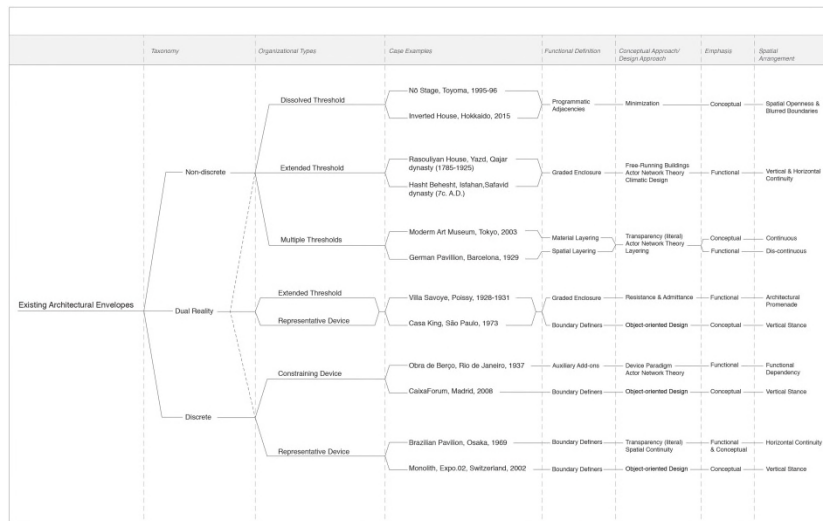 Taxonomy
Organizational Types
Case Examples
Functional Definition
Conceptual Approach/
Design Approach
Emphasis
Spatial
Arrangement
Existing Architectural Envelopes
Non-discrete
Dissolved Threshold
Nō Stage, Toyoma, 1995-96
Inverted House, Hokkaido, 2015
Programmatic
Adjacencies
Minimization
Conceptual
Spatial Openness &
Blurred Boundaries
Extended Threshold
Rasouliyan House, Yazd, Qajar
dynasty (1785-1925)
Hasht Behesht, Isfahan,Safavid
dynasty (7c. A.D.)
Graded Enclosure
Free-Running Buildings
Actor Network Theory
Climatic Design
Functional
Vertical & Horizontal
Continuity
Multiple Thresholds
Moderm Art Museum, Tokyo, 2003
German Pavillion, Barcelona, 1929
Material Layering
Spatial Layering
Transparency (literal)
Actor Network Theory
Layering
Conceptual
Functional
Continuous
Dis-continuous
Dual Reality
Extended Threshold
Representative Device
Villa Savoye, Poissy, 1928-1931
Graded Enclosure
Resistance & Admittance
Functional
Architectural
Promenade
Casa King, São Paulo, 1973
Boundary Definers
Object-oriented Design
Conceptual
Vertical Stance
Discrete
Constraining Device
Obra de Berço, Rio de Janeiro, 1937
Auxiliary Add-ons
Device Paradigm
Actor Network Theory
Functional
Functional
Dependency
CaixaForum, Madrid, 2008
Boundary Definers
Object-oriented Design
Conceptual
Vertical Stance
Representative Device
Brazilian Pavilion, Osaka, 1969
Boundary Definers
Transparency (literal)
Spatial Continuity
Functional
& Conceptual
Horizontal Continuity
Monolith, Expo.02, Switzerland, 2002
Boundary Definers
Object-oriented Design
Conceptual
Vertical Stance